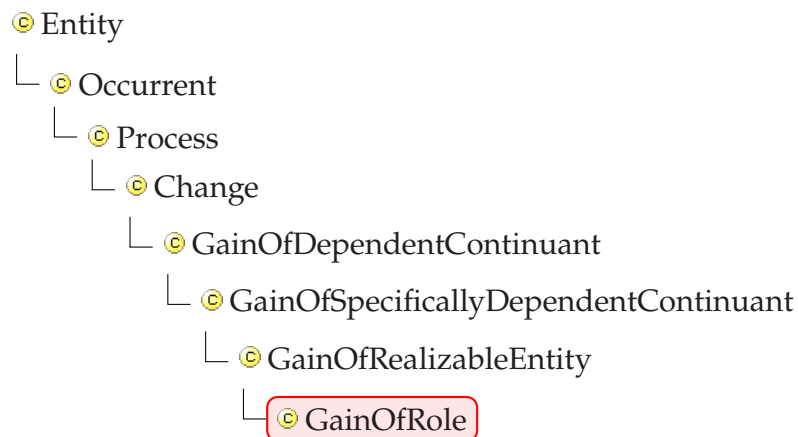 © Entity
© Occurrent
© Process
© Change
© GainOfDependentContinuant
© GainOfSpecificallyDependentContinuant
© GainOfRealizableEntity
© GainOfRole